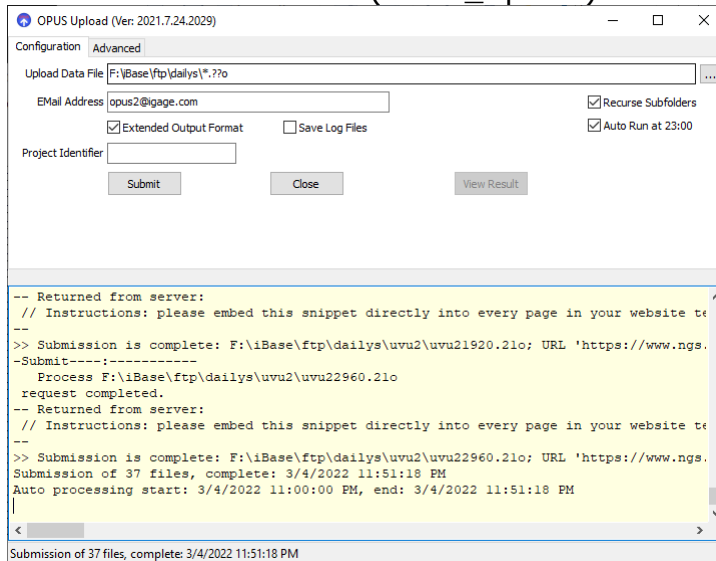 OPUS Upload (Ver: 2021.7.24.2029)
Configuration Advanced
Upload Data File F:\iBase\ftp\dailys\*.??o ...
EMail Address opus2@igage.com Recurse Subfolders
Extended Output Format Save Log Files Auto Run at 23:00
Project Identifier
Submit Close View Result
-- Returned from server:
// Instructions: please embed this snippet directly into every page in your website te
--
>> Submission is complete: F:\iBase\ftp\dailys\uvu2\uvu21920.21o; URL 'https://www.ngs.
-Submit----:-----------
Process F:\iBase\ftp\dailys\uvu2\uvu22960.21o
request completed.
-- Returned from server:
// Instructions: please embed this snippet directly into every page in your website te
--
>> Submission is complete: F:\iBase\ftp\dailys\uvu2\uvu22960.21o; URL 'https://www.ngs.
Submission of 37 files, complete: 3/4/2022 11:51:18 PM
Auto processing start: 3/4/2022 11:00:00 PM, end: 3/4/2022 11:51:18 PM
Submission of 37 files, complete: 3/4/2022 11:51:18 PM